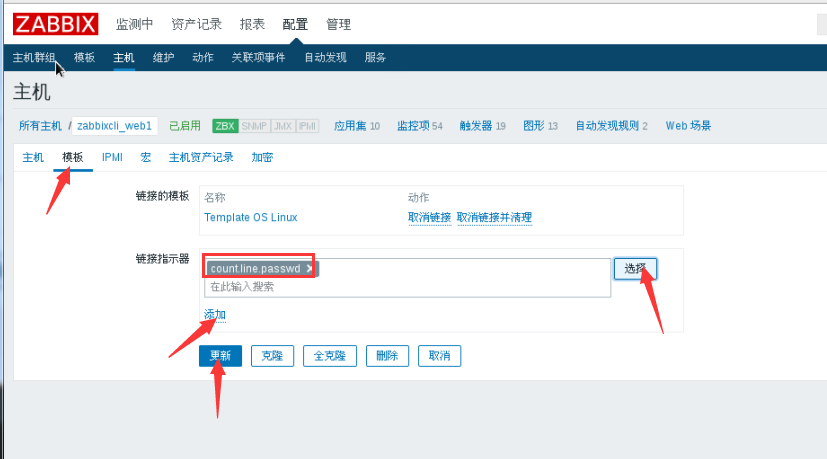 ZABBIX 监测中 资产记录 报表 配置 管理
主机群组 模板 主机 维护 动作 关联项事件 自动发现 服务
主机
所有主机 / zabbixcli_web1 已启用 ZBX SNMP JMX IPMI 应用集 10 监控项 54 触发器 19 图形 13 自动发现规则 2 Web 场景
主机 模板 IPMI 宏 主机资产记录 加密
链接的模板 名称 动作
Template OS Linux 取消链接 取消链接并清理
链接指示器 count.line.passwd ✕ 选择
在此输入搜索
添加
更新 克隆 全克隆 删除 取消